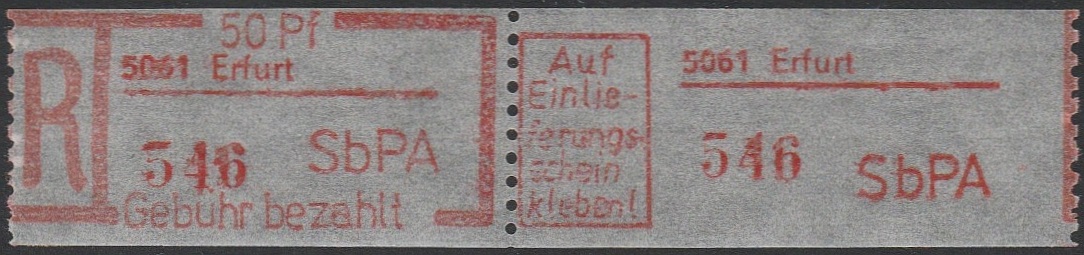 R
50 Pf
5061 Erfurt
546 SbPA
Gebühr bezahlt
Auf
Einlie-
ferungs-
schein
kleben!
5061 Erfurt
546 SbPA